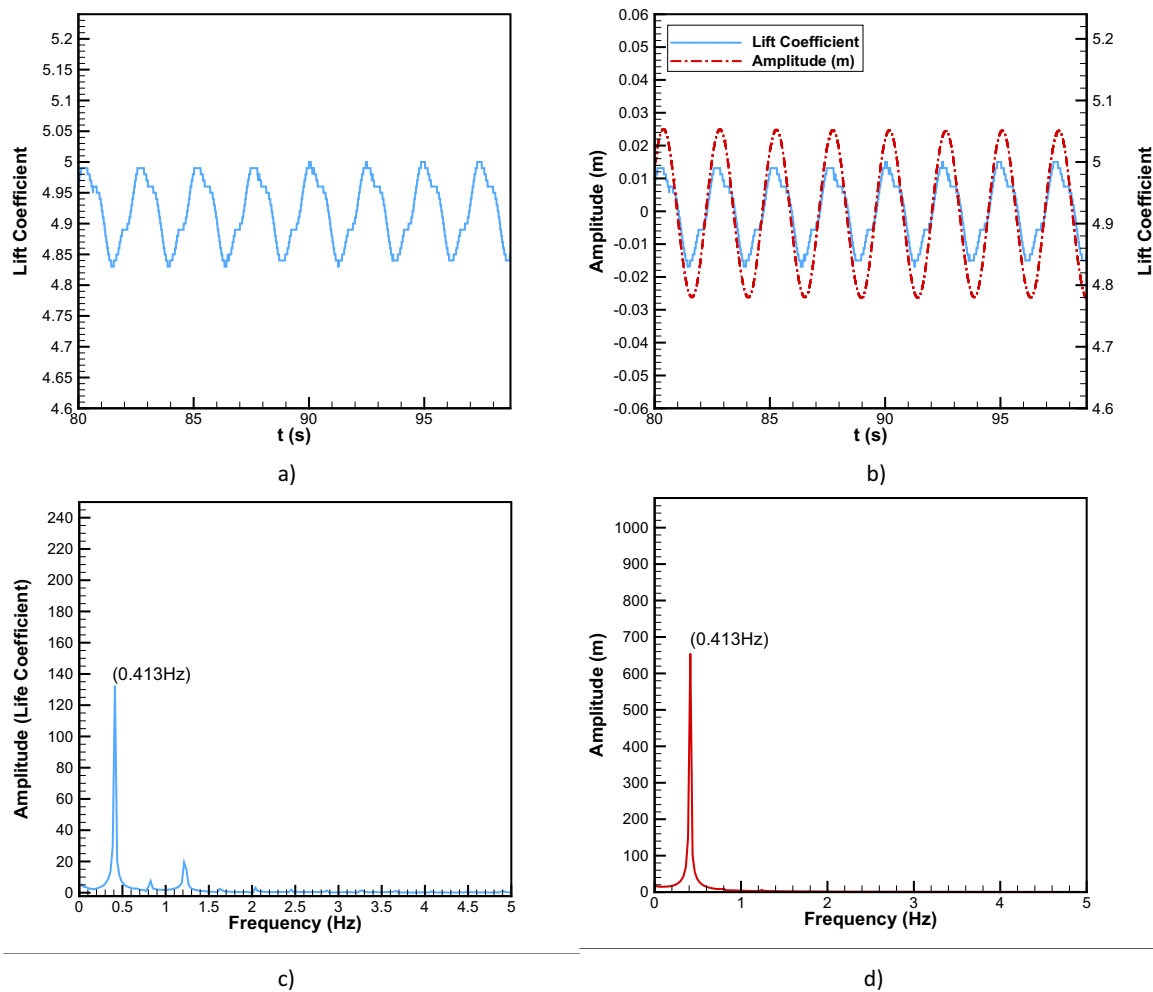 Lift Coefficient
5.2
5.15
5.1
5.05
5
4.95
4.9
4.85
4.8
4.75
4.7
4.65
4.6
80 85 90 95
t (s)
a)
Amplitude (m)
0.06
0.05
0.04
0.03
0.02
0.01
0
-0.01
-0.02
-0.03
-0.04
-0.05
-0.06
Lift Coefficient
Amplitude (m)
5.2
5.1
5
4.9
4.8
4.7
4.6
Lift Coefficient
80 85 90 95
t (s)
b)
Amplitude (Life Coefficient)
240
220
200
180
160
140
120
100
80
60
40
20
0
(0.413Hz)
0 0.5 1 1.5 2 2.5 3 3.5 4 4.5 5
Frequency (Hz)
c)
Amplitude (m)
1000
900
800
700
600
500
400
300
200
100
0
(0.413Hz)
0 1 2 3 4 5
Frequency (Hz)
d)